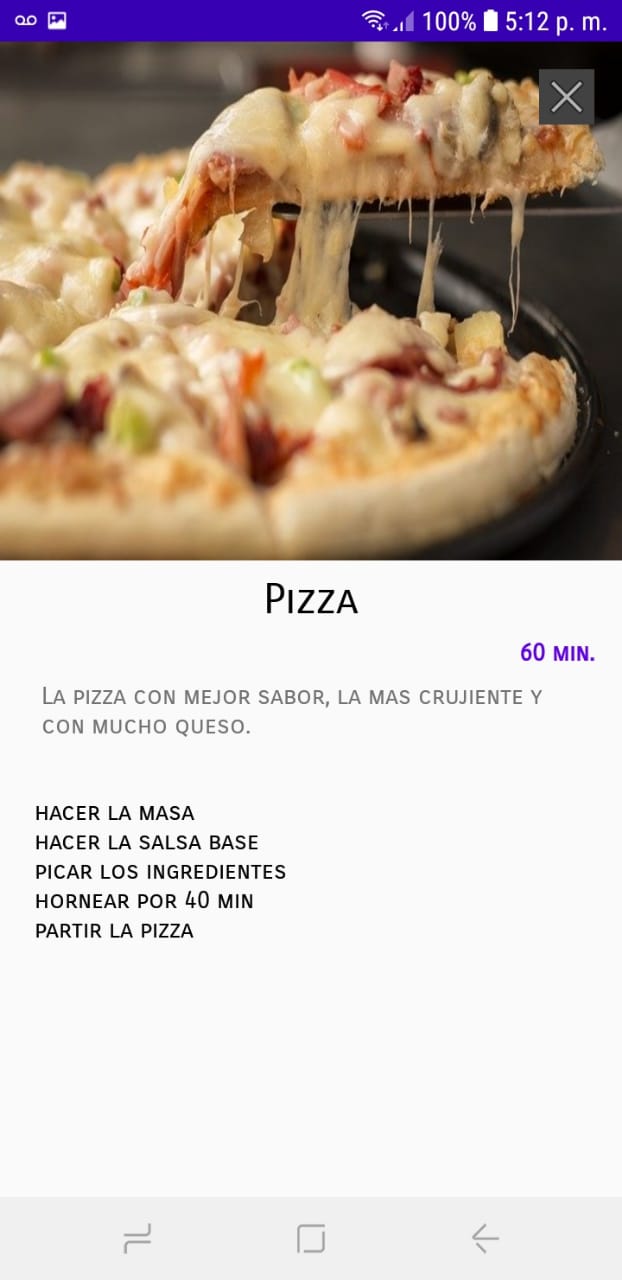 100% 5:12 p. m.
Pizza
60 min.
La pizza con mejor sabor, la mas crujiente y
con mucho queso.
hacer la masa
hacer la salsa base
picar los ingredientes
hornear por 40 min
partir la pizza